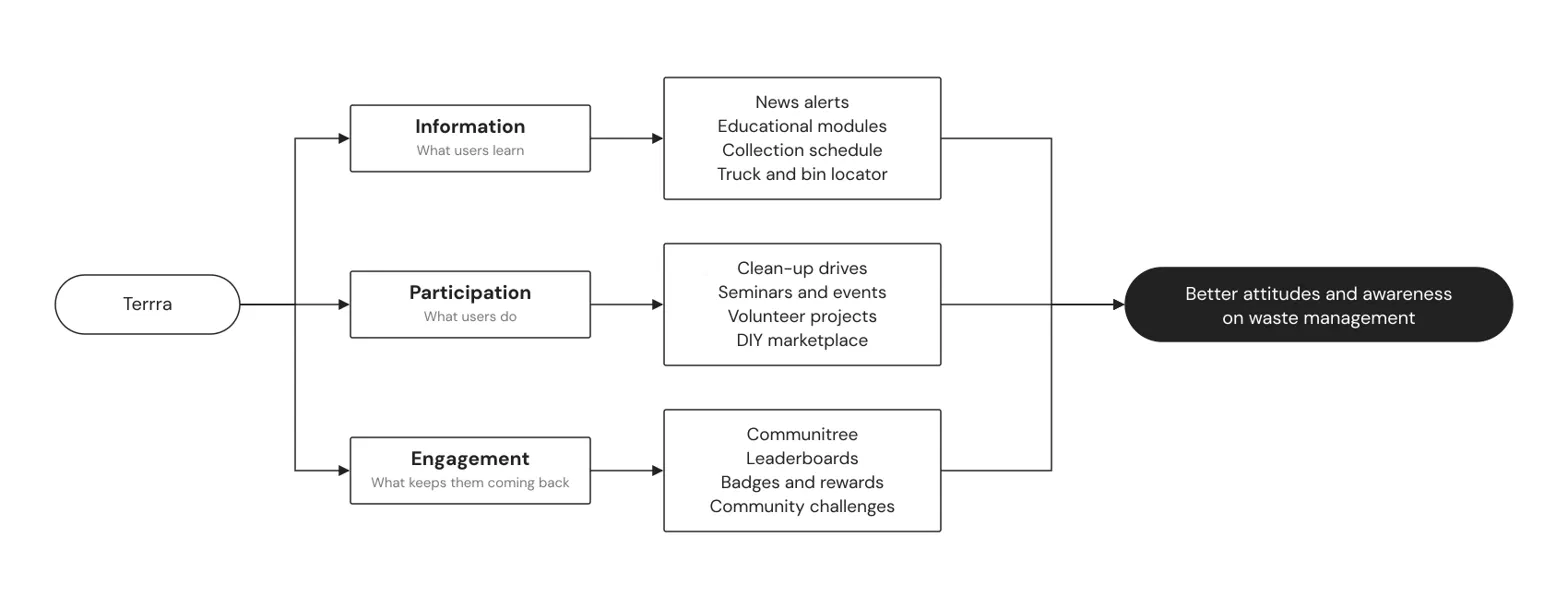 Terrra
Information
What users learn
News alerts
Educational modules
Collection schedule
Truck and bin locator
Participation
What users do
Clean-up drives
Seminars and events
Volunteer projects
DIY marketplace
Engagement
What keeps them coming back
Communitree
Leaderboards
Badges and rewards
Community challenges
Better attitudes and awareness
on waste management